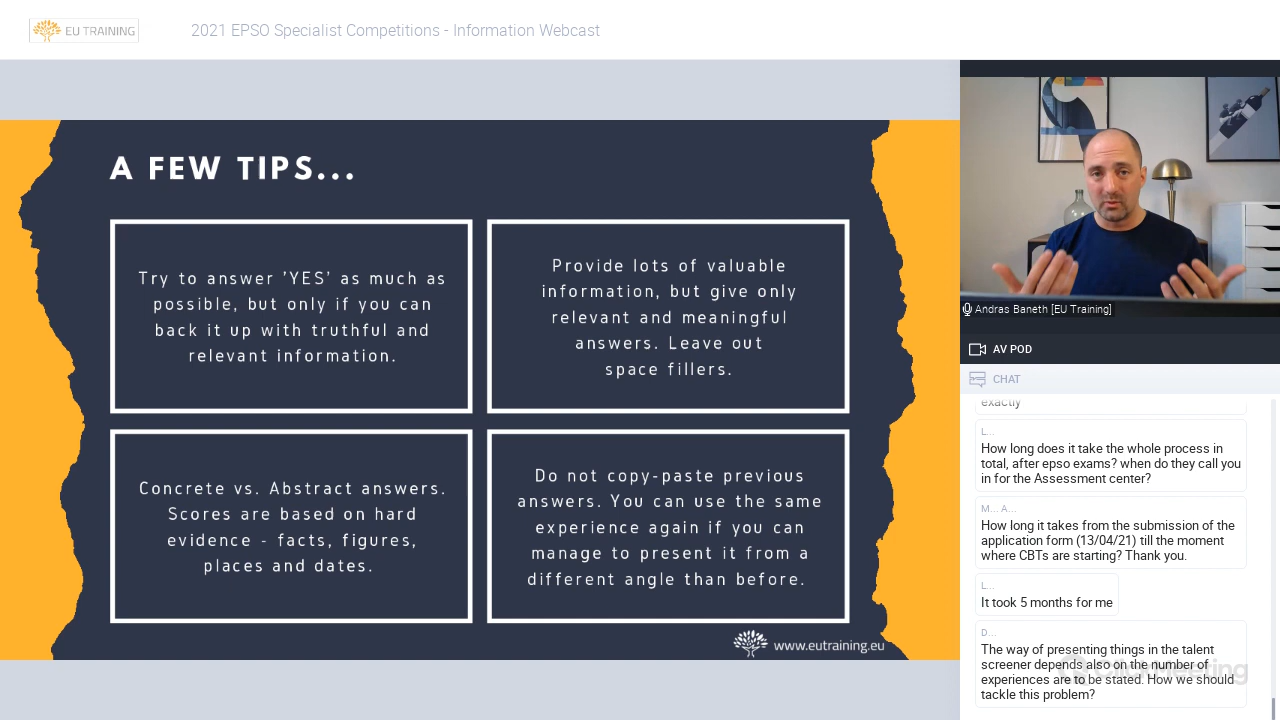 EU TRAINING
2021 EPSO Specialist Competitions - Information Webcast
A FEW TIPS...
Try to answer 'YES' as much as
possible, but only if you can
back it up with truthful and
relevant information.
Provide lots of valuable
information, but give only
relevant and meaningful
answers. Leave out
space fillers.
Concrete vs. Abstract answers.
Scores are based on hard
evidence - facts, figures,
places and dates.
Do not copy-paste previous
answers. You can use the same
experience again if you can
manage to present it from a
different angle than before.
www.eutraining.eu
Andras Baneth [EU Training]
AV POD
CHAT
exactly
L...
How long does it take the whole process in
total, after epso exams? when do they call you
in for the Assessment center?
M... A...
How long it takes from the submission of the
application form (13/04/21) till the moment
where CBTs are starting? Thank you.
L...
It took 5 months for me
D...
The way of presenting things in the talent
screener depends also on the number of
experiences are to be stated. How we should
tackle this problem?
ClickMeeting